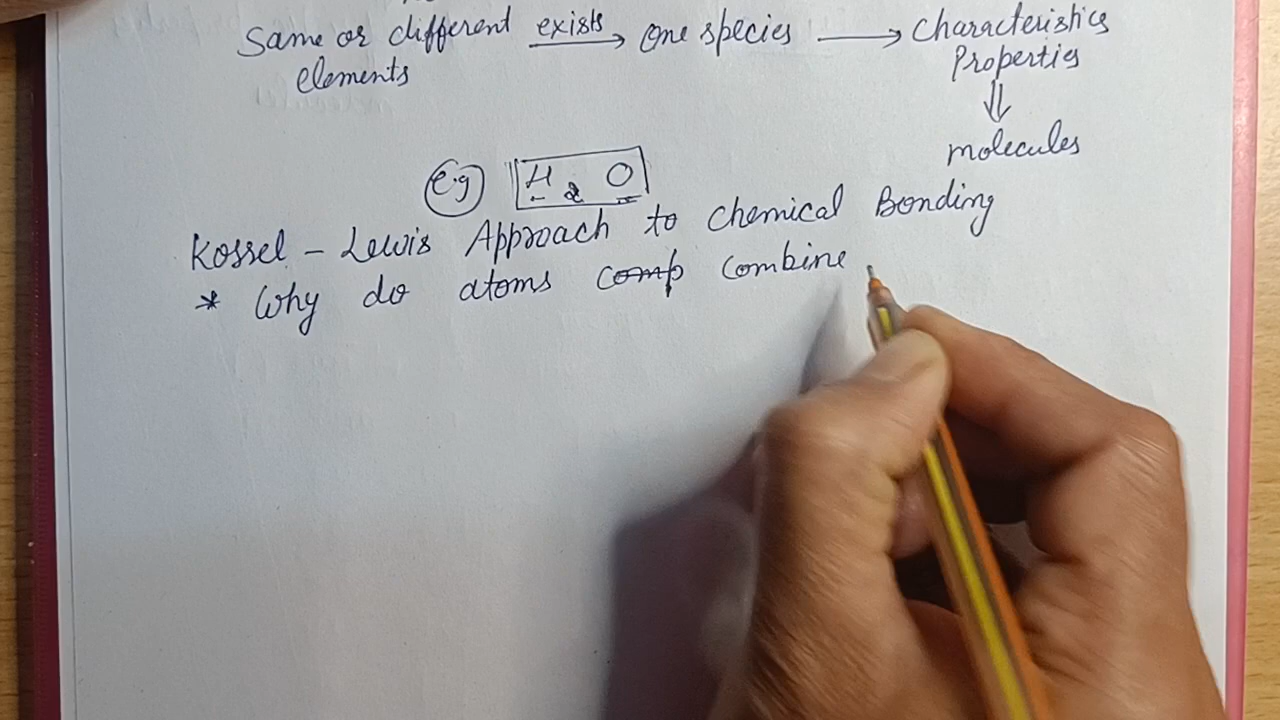 Same or different exists → One species → Characteristics
elements Properties
⇓
molecules
e.g H2O
Kossel - Lewis Approach to Chemical Bonding
* Why do atoms comp combine